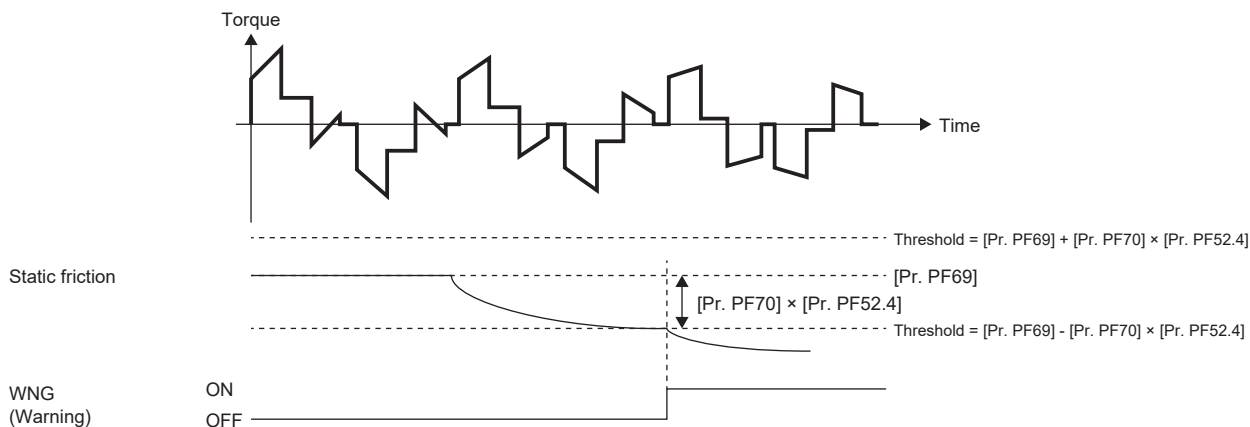 Torque
Time
Threshold = [Pr. PF69] + [Pr. PF70] × [Pr. PF52.4]
Static friction
[Pr. PF69]
[Pr. PF70] × [Pr. PF52.4]
Threshold = [Pr. PF69] - [Pr. PF70] × [Pr. PF52.4]
WNG
(Warning)
ON
OFF